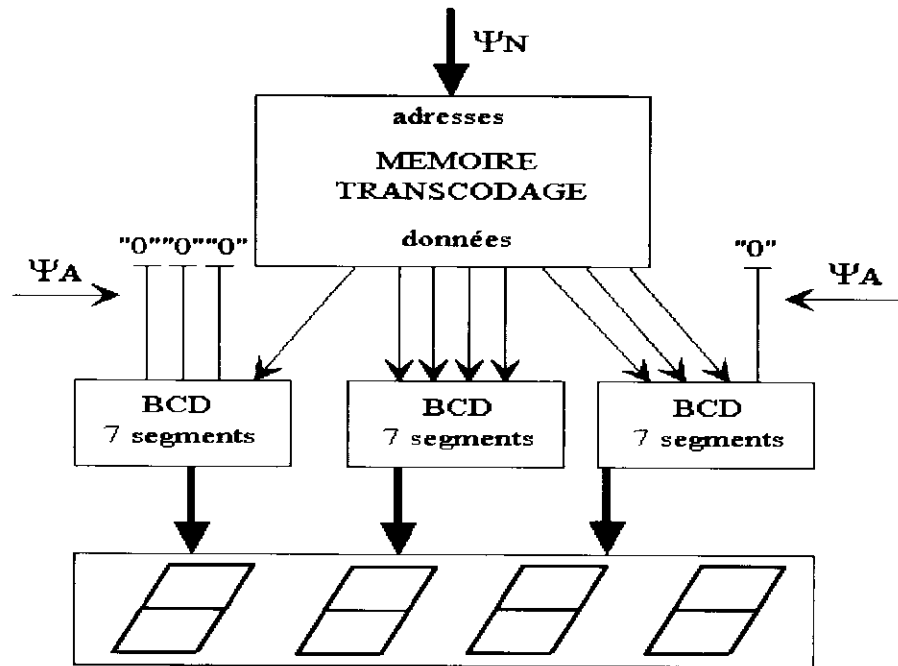 ΨN
adresses
MEMOIRE
TRANSCODAGE
données
"0""0""0"
"0"
ΨA
ΨA
BCD
7 segments
BCD
7 segments
BCD
7 segments